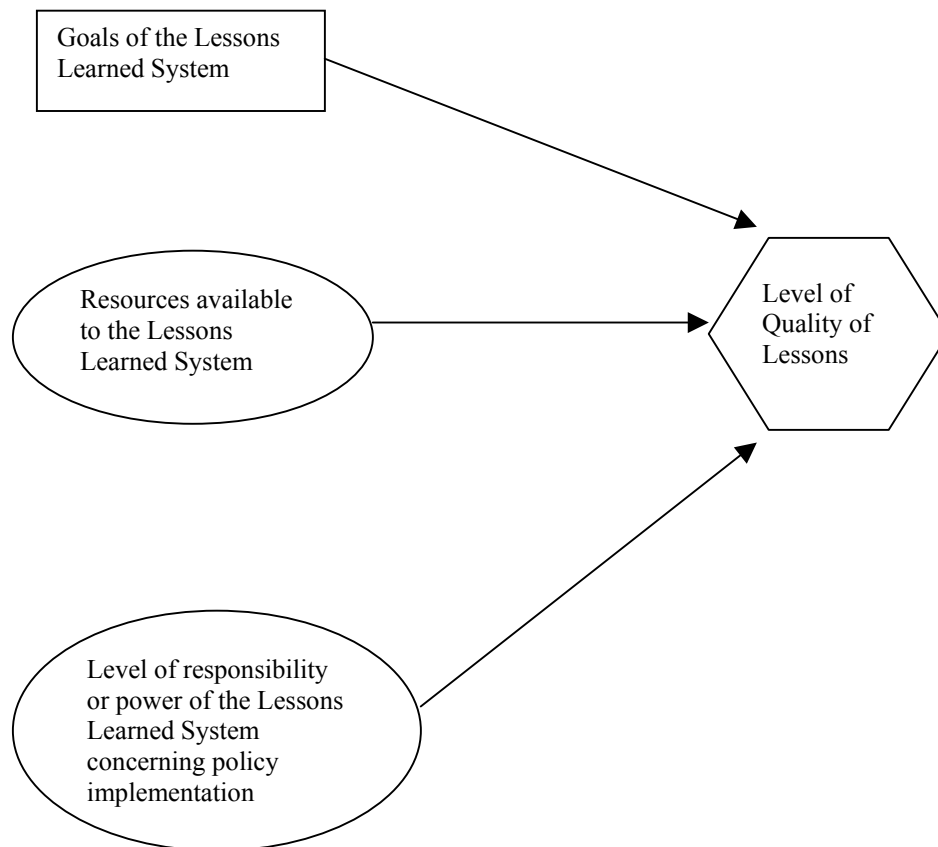 Goals of the Lessons
Learned System
Resources available
to the Lessons
Learned System
Level of
Quality of
Lessons
Level of responsibility
or power of the Lessons
Learned System
concerning policy
implementation